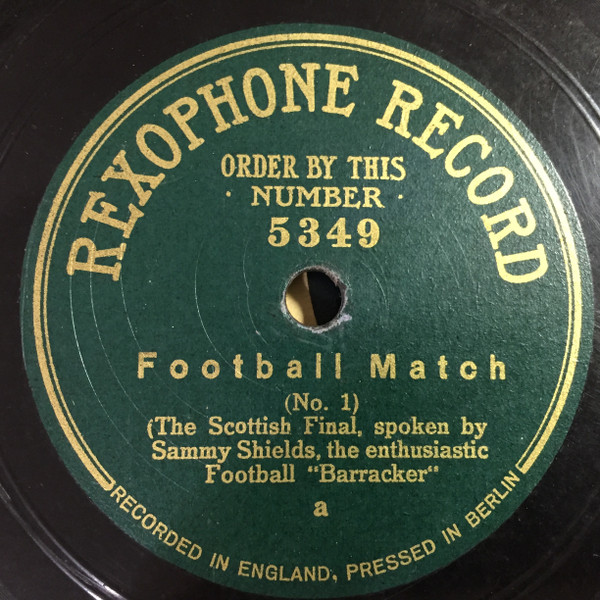 REXOPHONE RECORD
ORDER BY THIS
· NUMBER ·
5349
Football Match
(No. 1)
(The Scottish Final, spoken by
Sammy Shields, the enthusiastic
Football "Barracker"
a
RECORDED IN ENGLAND, PRESSED IN BERLIN